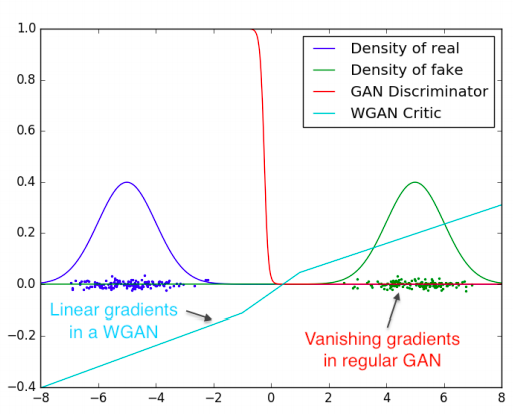 1.0
0.8
0.6
0.4
0.2
0.0
−0.2
−0.4
−8
−6
−4
−2
0
2
4
6
8
Density of real
Density of fake
GAN Discriminator
WGAN Critic
Linear gradients
in a WGAN
Vanishing gradients
in regular GAN